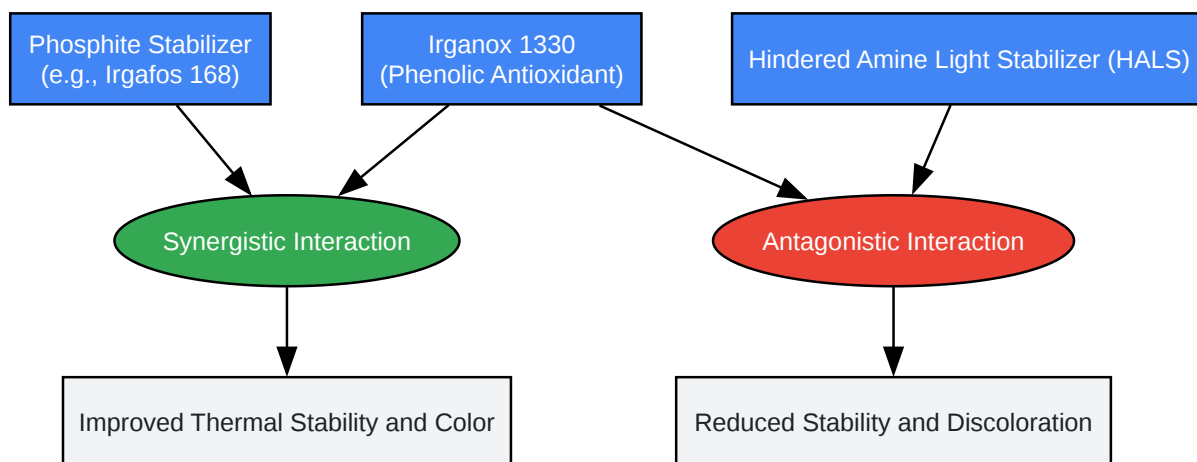 Phosphite Stabilizer
(e.g., Irgafos 168)
Irganox 1330
(Phenolic Antioxidant)
Hindered Amine Light Stabilizer (HALS)
Synergistic Interaction
Antagonistic Interaction
Improved Thermal Stability and Color
Reduced Stability and Discoloration